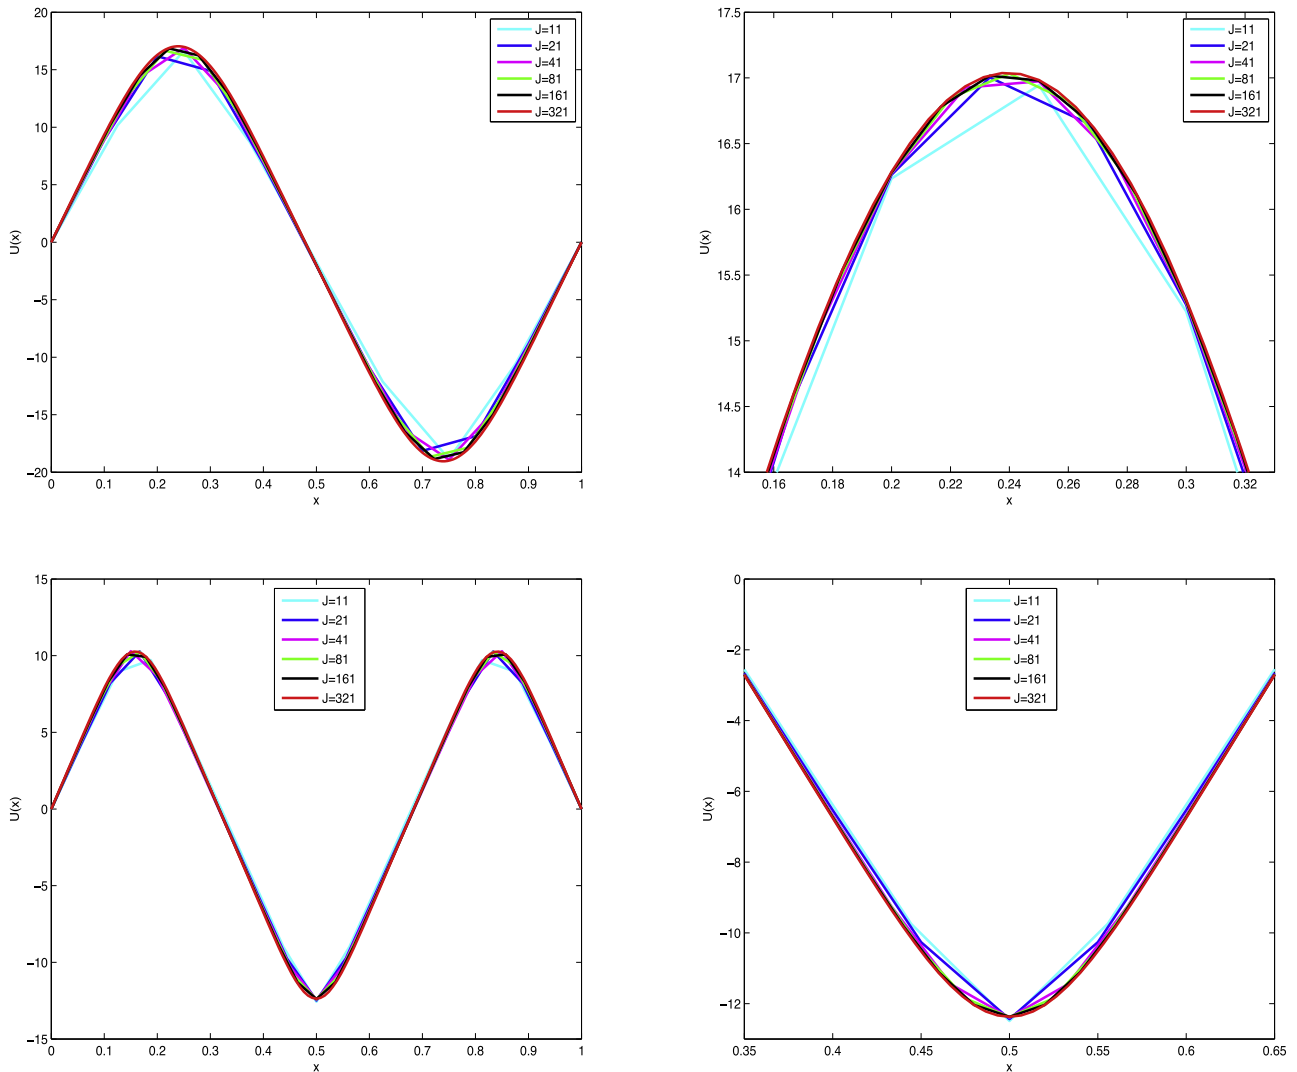 20
15
10
5
0
−5
−10
−15
−20
U(x)
0
0.1
0.2
0.3
0.4
0.5
0.6
0.7
0.8
0.9
1
x
J=11
J=21
J=41
J=81
J=161
J=321
17.5
17
16.5
16
15.5
15
14.5
14
U(x)
0.16
0.18
0.2
0.22
0.24
0.26
0.28
0.3
0.32
x
J=11
J=21
J=41
J=81
J=161
J=321
15
10
5
0
−5
−10
−15
U(x)
0
0.1
0.2
0.3
0.4
0.5
0.6
0.7
0.8
0.9
1
x
J=11
J=21
J=41
J=81
J=161
J=321
0
−2
−4
−6
−8
−10
−12
U(x)
0.35
0.4
0.45
0.5
0.55
0.6
0.65
x
J=11
J=21
J=41
J=81
J=161
J=321